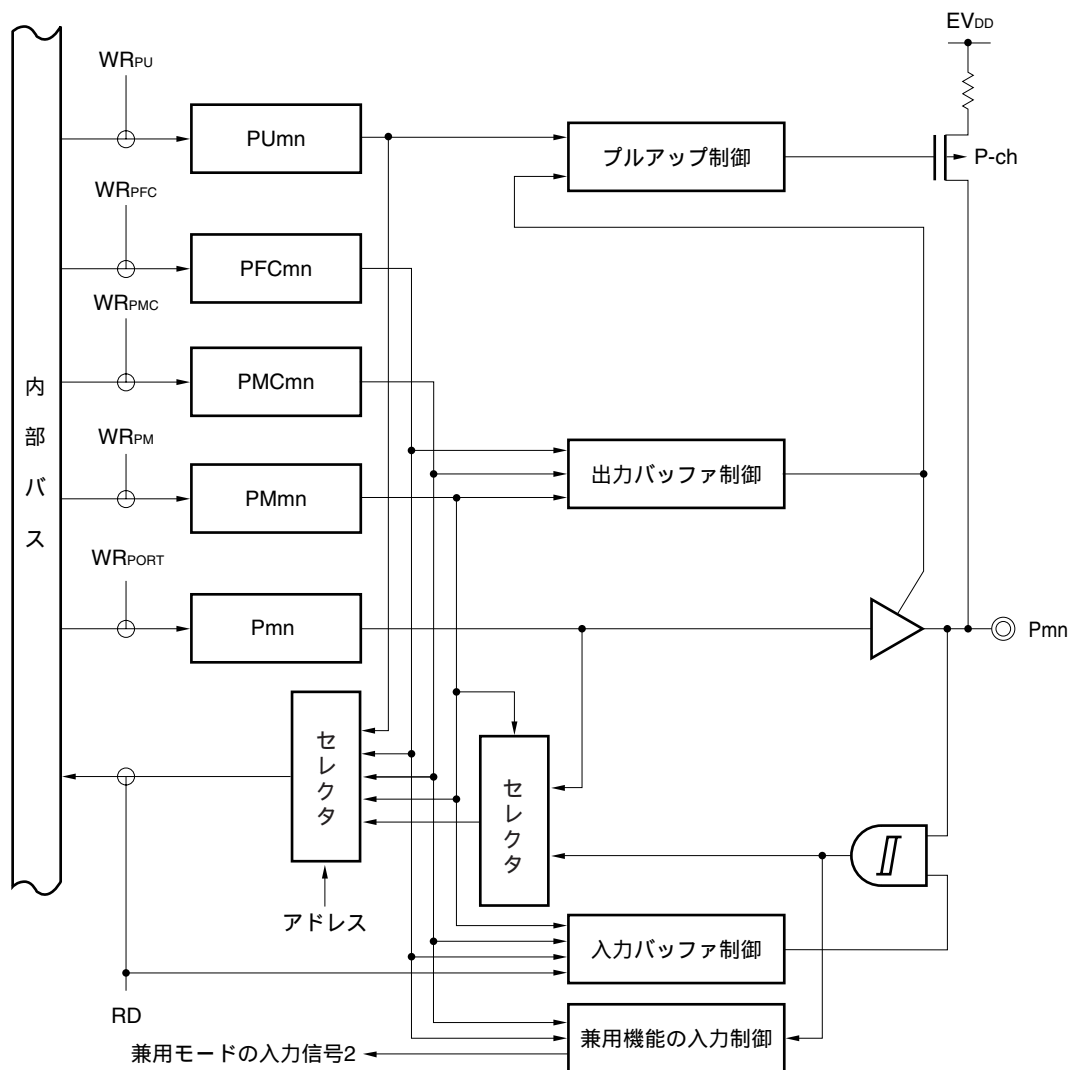 EVDD
WRPU
PUmn
プルアップ制御
P-ch
WRPFC
PFCmn
WRPMC
PMCmn
内部バス
WRPM
PMmn
出力バッファ制御
WRPORT
Pmn
Pmn
セレクタ
セレクタ
アドレス
入力バッファ制御
RD
兼用機能の入力制御
兼用モードの入力信号2